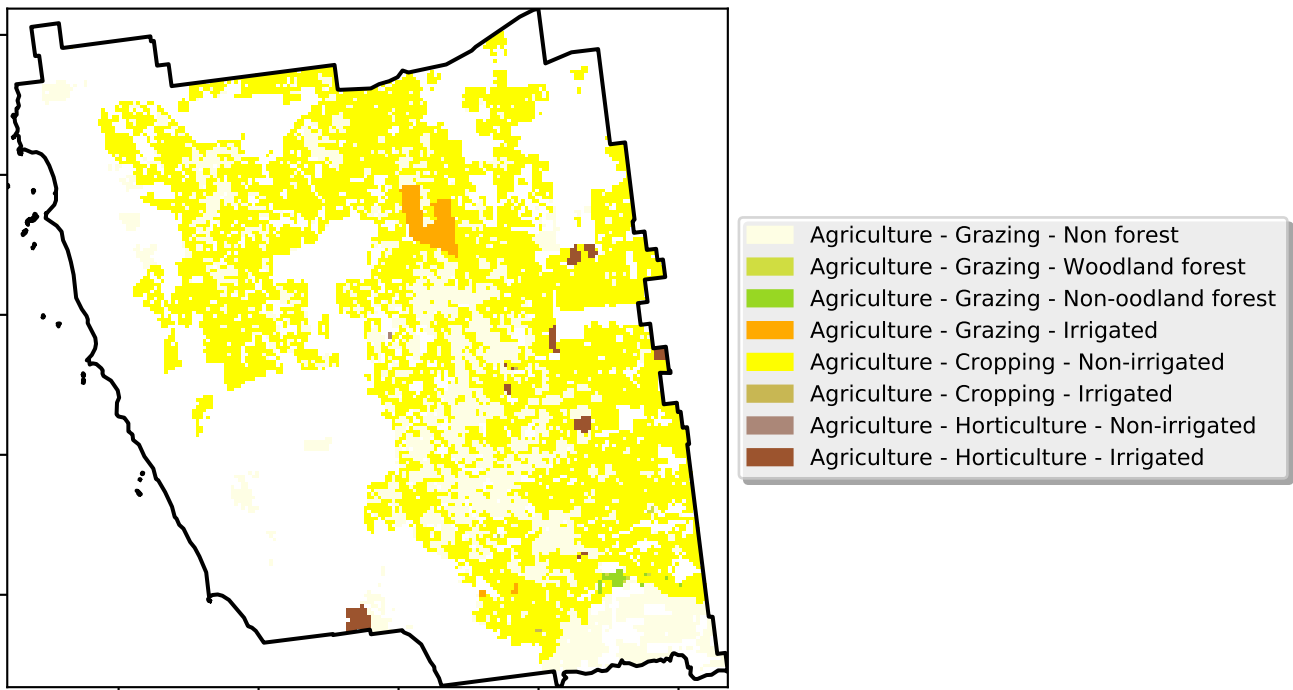 Agriculture - Grazing - Non forest
Agriculture - Grazing - Woodland forest
Agriculture - Grazing - Non-oodland forest
Agriculture - Grazing - Irrigated
Agriculture - Cropping - Non-irrigated
Agriculture - Cropping - Irrigated
Agriculture - Horticulture - Non-irrigated
Agriculture - Horticulture - Irrigated